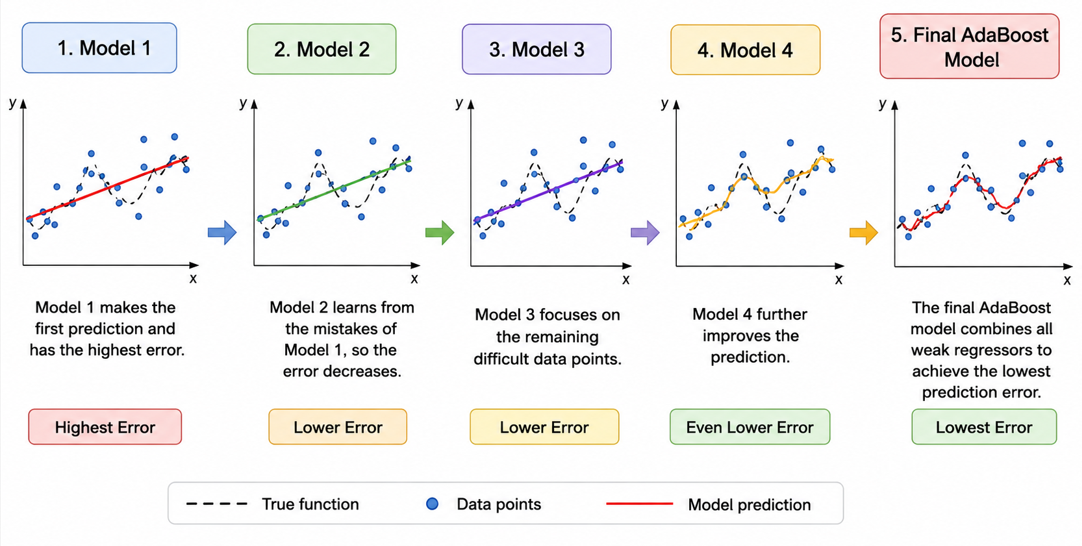 1. Model 1
2. Model 2
3. Model 3
4. Model 4
5. Final AdaBoost
Model
y
x
y
x
y
x
y
x
y
x
Model 1 makes the
first prediction and
has the highest error.
Model 2 learns from
the mistakes of
Model 1, so the
error decreases.
Model 3 focuses on
the remaining
difficult data points.
Model 4 further
improves the
prediction.
The final AdaBoost
model combines all
weak regressors to
achieve the lowest
prediction error.
Highest Error
Lower Error
Lower Error
Even Lower Error
Lowest Error
True function
Data points
Model prediction